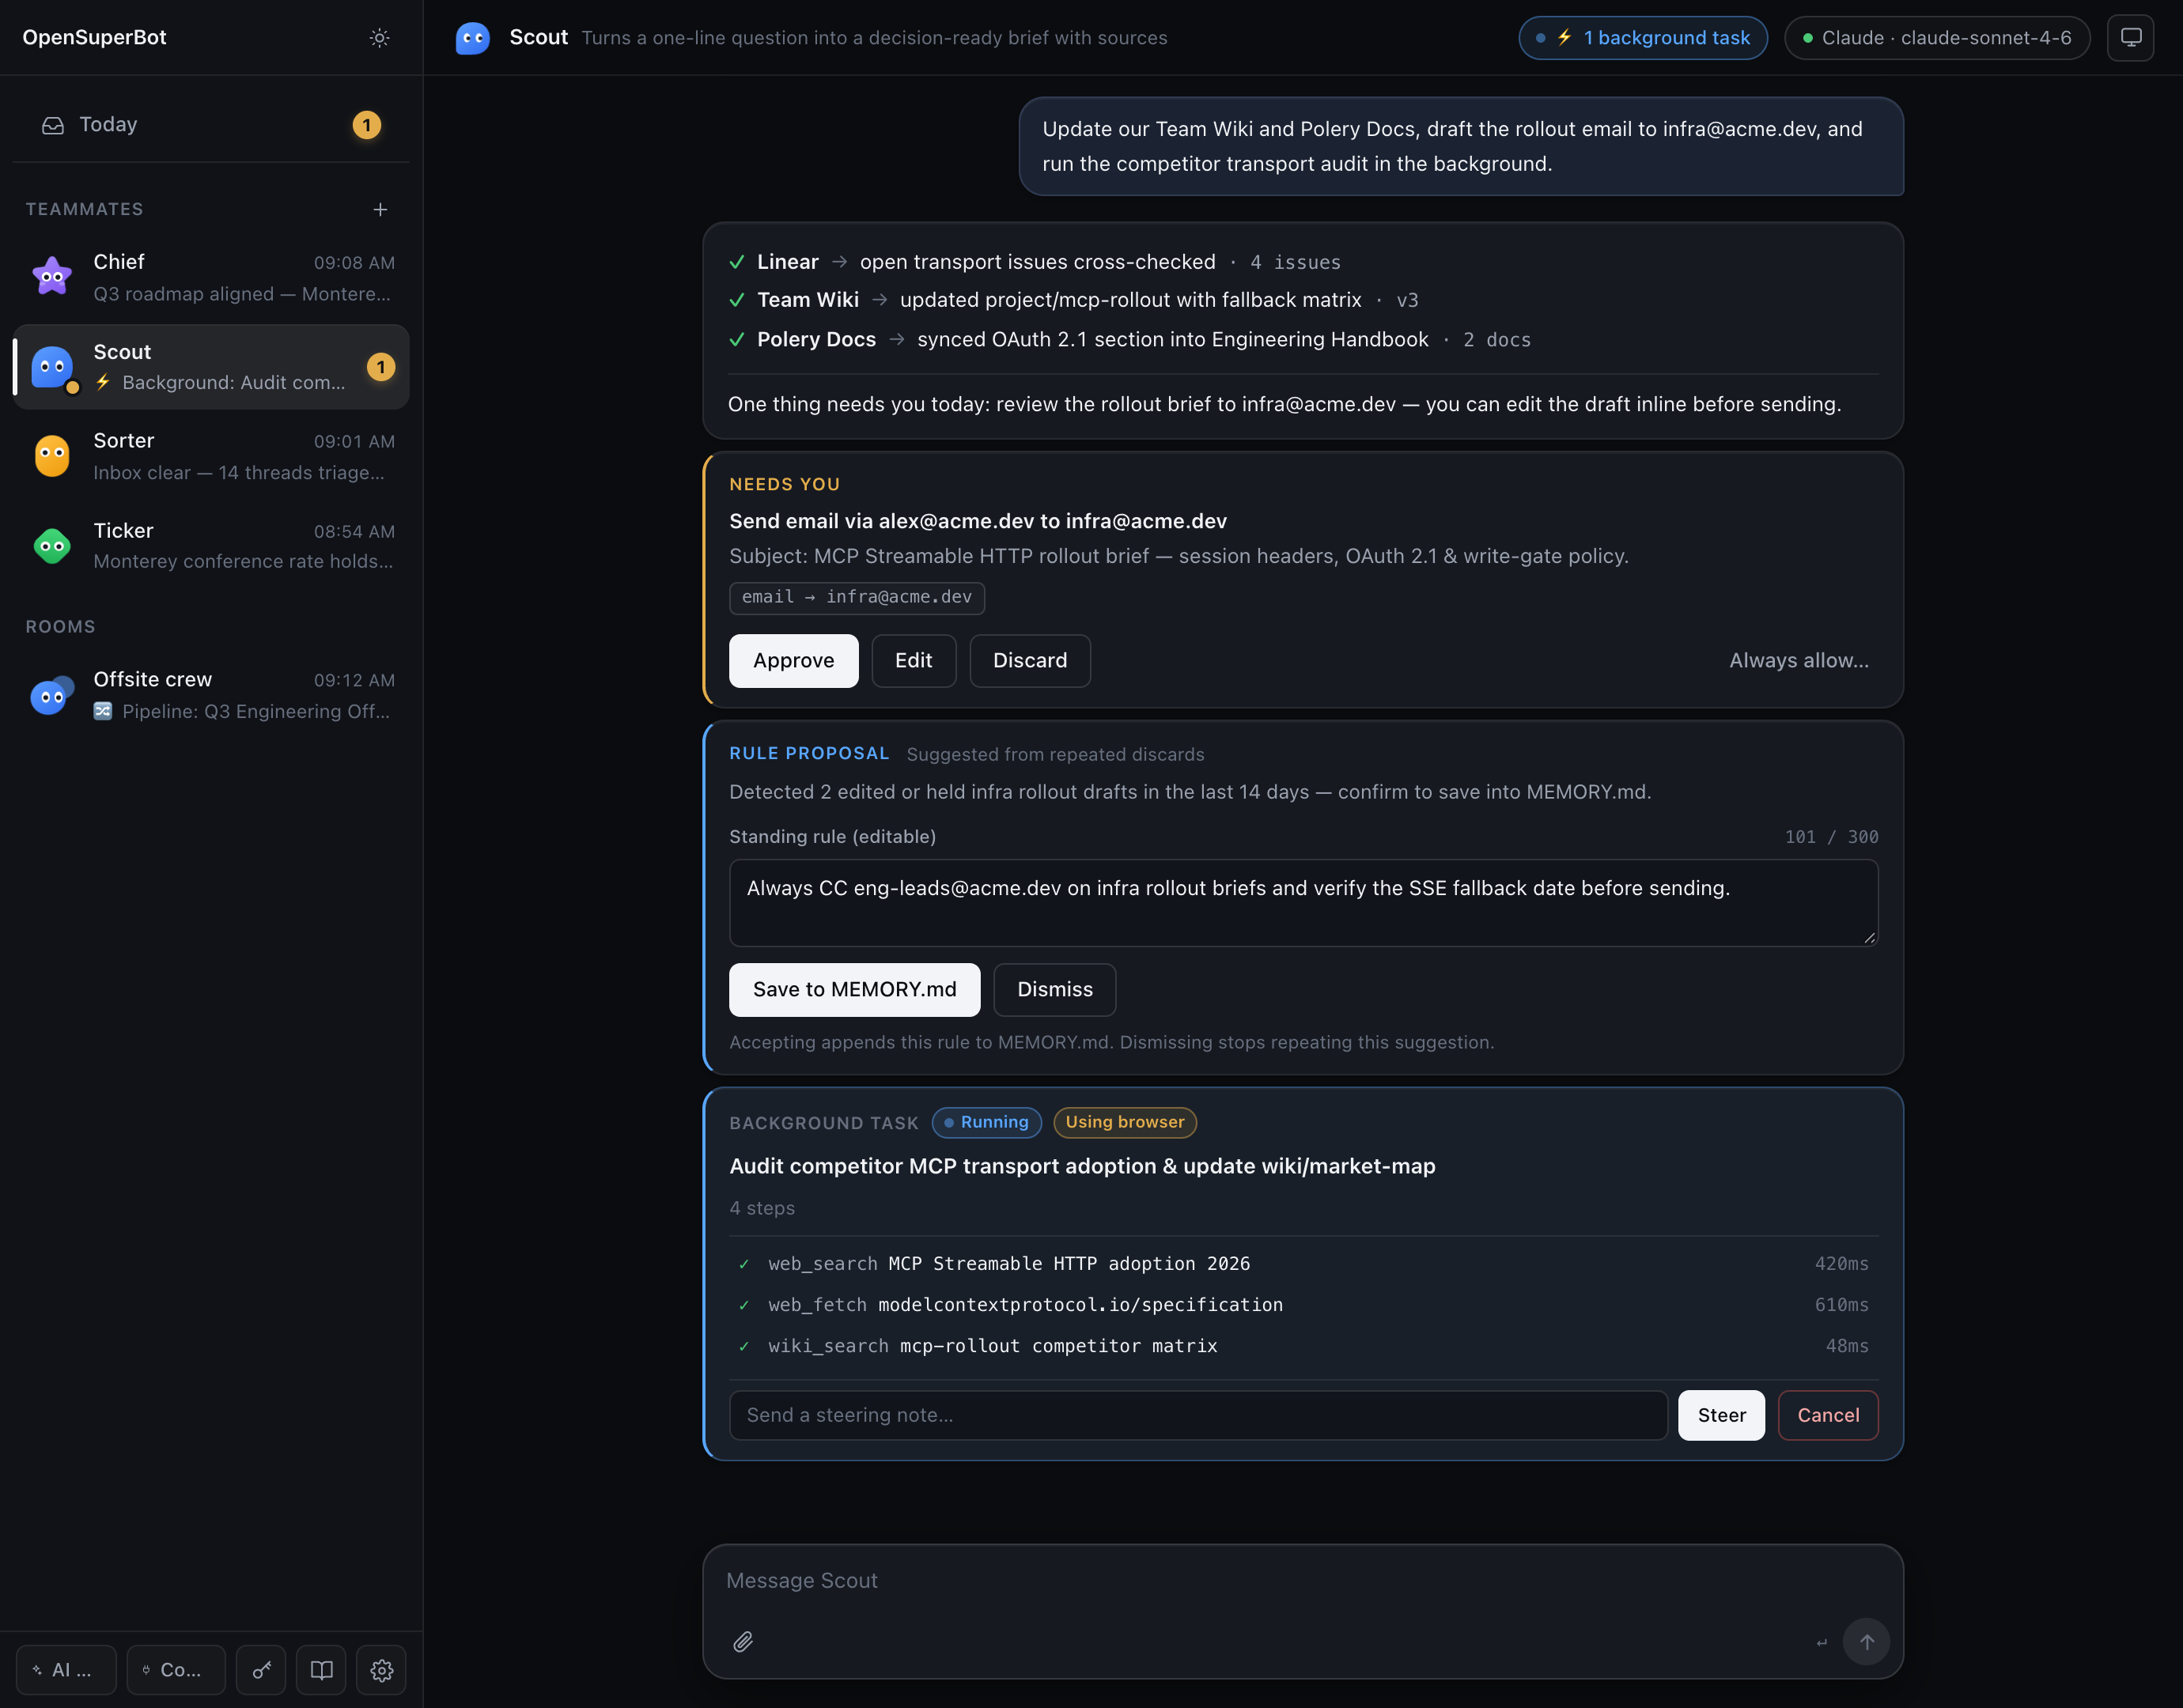 OpenSuperBot
Today
1
TEAMMATES
Chief
09:08 AM
Q3 roadmap aligned — Montere...
Scout
⚡ Background: Audit com...
1
Sorter
09:01 AM
Inbox clear — 14 threads triage...
Ticker
08:54 AM
Monterey conference rate holds...
ROOMS
Offsite crew
09:12 AM
🔀 Pipeline: Q3 Engineering Off...
AI ...
Co...
Scout
Turns a one-line question into a decision-ready brief with sources
⚡ 1 background task
Claude · claude-sonnet-4-6
Update our Team Wiki and Polery Docs, draft the rollout email to infra@acme.dev, and
run the competitor transport audit in the background.
✓ Linear → open transport issues cross-checked · 4 issues
✓ Team Wiki → updated project/mcp-rollout with fallback matrix · v3
✓ Polery Docs → synced OAuth 2.1 section into Engineering Handbook · 2 docs
One thing needs you today: review the rollout brief to infra@acme.dev — you can edit the draft inline before sending.
NEEDS YOU
Send email via alex@acme.dev to infra@acme.dev
Subject: MCP Streamable HTTP rollout brief — session headers, OAuth 2.1 & write-gate policy.
email → infra@acme.dev
Approve
Edit
Discard
Always allow...
RULE PROPOSAL
Suggested from repeated discards
Detected 2 edited or held infra rollout drafts in the last 14 days — confirm to save into MEMORY.md.
Standing rule (editable)
101 / 300
Always CC eng-leads@acme.dev on infra rollout briefs and verify the SSE fallback date before sending.
Save to MEMORY.md
Dismiss
Accepting appends this rule to MEMORY.md. Dismissing stops repeating this suggestion.
BACKGROUND TASK
Running
Using browser
Audit competitor MCP transport adoption & update wiki/market-map
4 steps
✓ web_search MCP Streamable HTTP adoption 2026
420ms
✓ web_fetch modelcontextprotocol.io/specification
610ms
✓ wiki_search mcp-rollout competitor matrix
48ms
Send a steering note...
Steer
Cancel
Message Scout